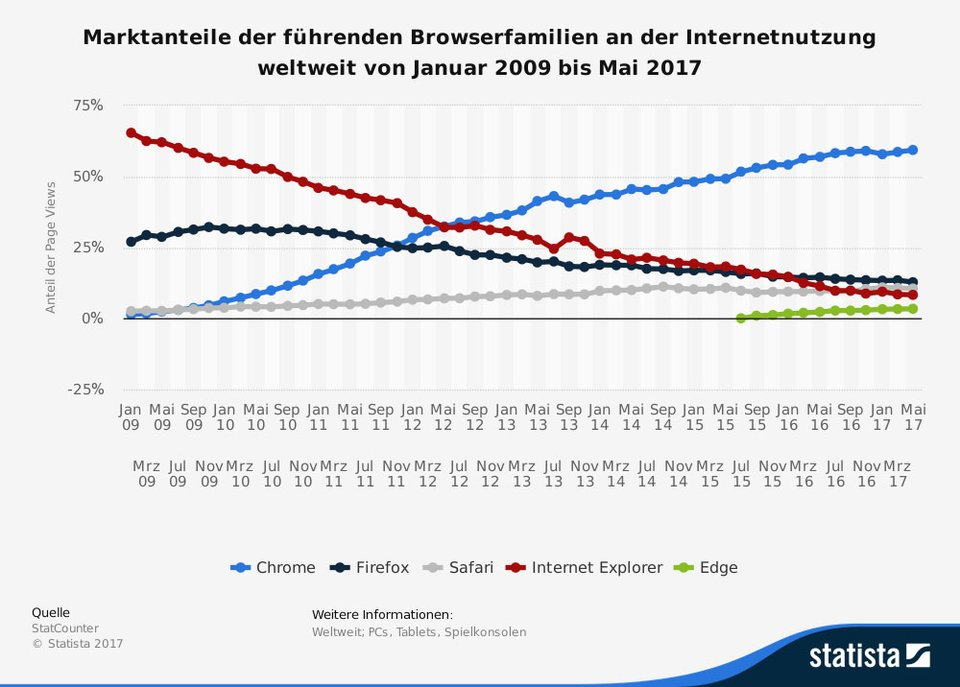 Marktanteile der führenden Browserfamilien an der Internetnutzung
weltweit von Januar 2009 bis Mai 2017
Anteil der Page Views
75%
50%
25%
0%
-25%
Jan Mai Sep Jan Mai Sep Jan Mai Sep Jan Mai Sep Jan Mai Sep Jan Mai Sep Jan Mai Sep Jan Mai Sep Jan Mai
09 09 09 10 10 10 11 11 11 12 12 12 13 13 13 14 14 14 15 15 15 16 16 16 17 17
Mrz Jul Nov Mrz Jul Nov Mrz Jul Nov Mrz Jul Nov Mrz Jul Nov Mrz Jul Nov Mrz Jul Nov Mrz Jul Nov Mrz
09 09 09 10 10 10 11 11 11 12 12 12 13 13 13 14 14 14 15 15 15 16 16 16 17
Chrome Firefox Safari Internet Explorer Edge
Quelle
StatCounter
© Statista 2017
Weitere Informationen:
Weltweit; PCs, Tablets, Spielkonsolen
statista